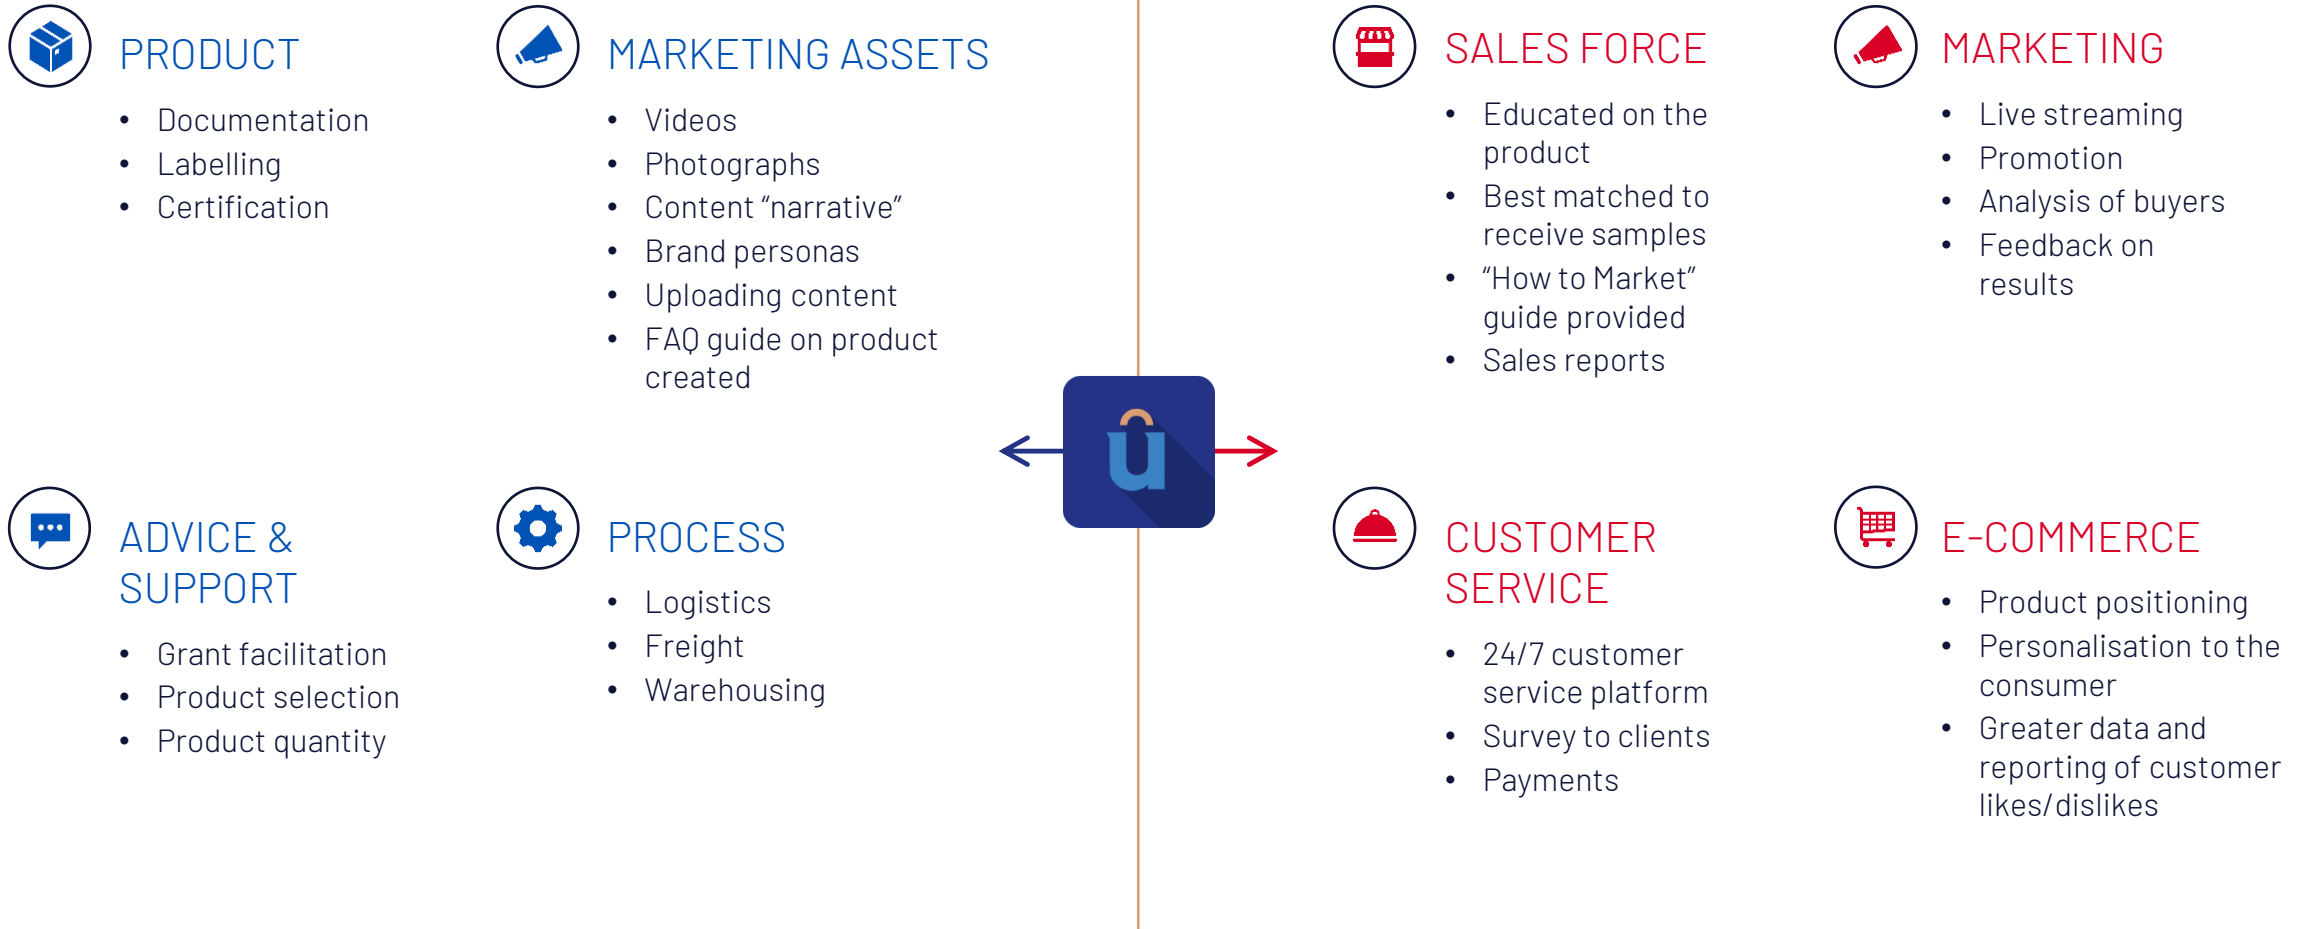 PRODUCT
• Documentation
• Labelling
• Certification
MARKETING ASSETS
• Videos
• Photographs
• Content “narrative”
• Brand personas
• Uploading content
• FAQ guide on product
created
ADVICE &
SUPPORT
• Grant facilitation
• Product selection
• Product quantity
PROCESS
• Logistics
• Freight
• Warehousing
u
SALES FORCE
• Educated on the
product
• Best matched to
receive samples
• “How to Market”
guide provided
• Sales reports
MARKETING
• Live streaming
• Promotion
• Analysis of buyers
• Feedback on
results
CUSTOMER
SERVICE
• 24/7 customer
service platform
• Survey to clients
• Payments
E-COMMERCE
• Product positioning
• Personalisation to the
consumer
• Greater data and
reporting of customer
likes/dislikes